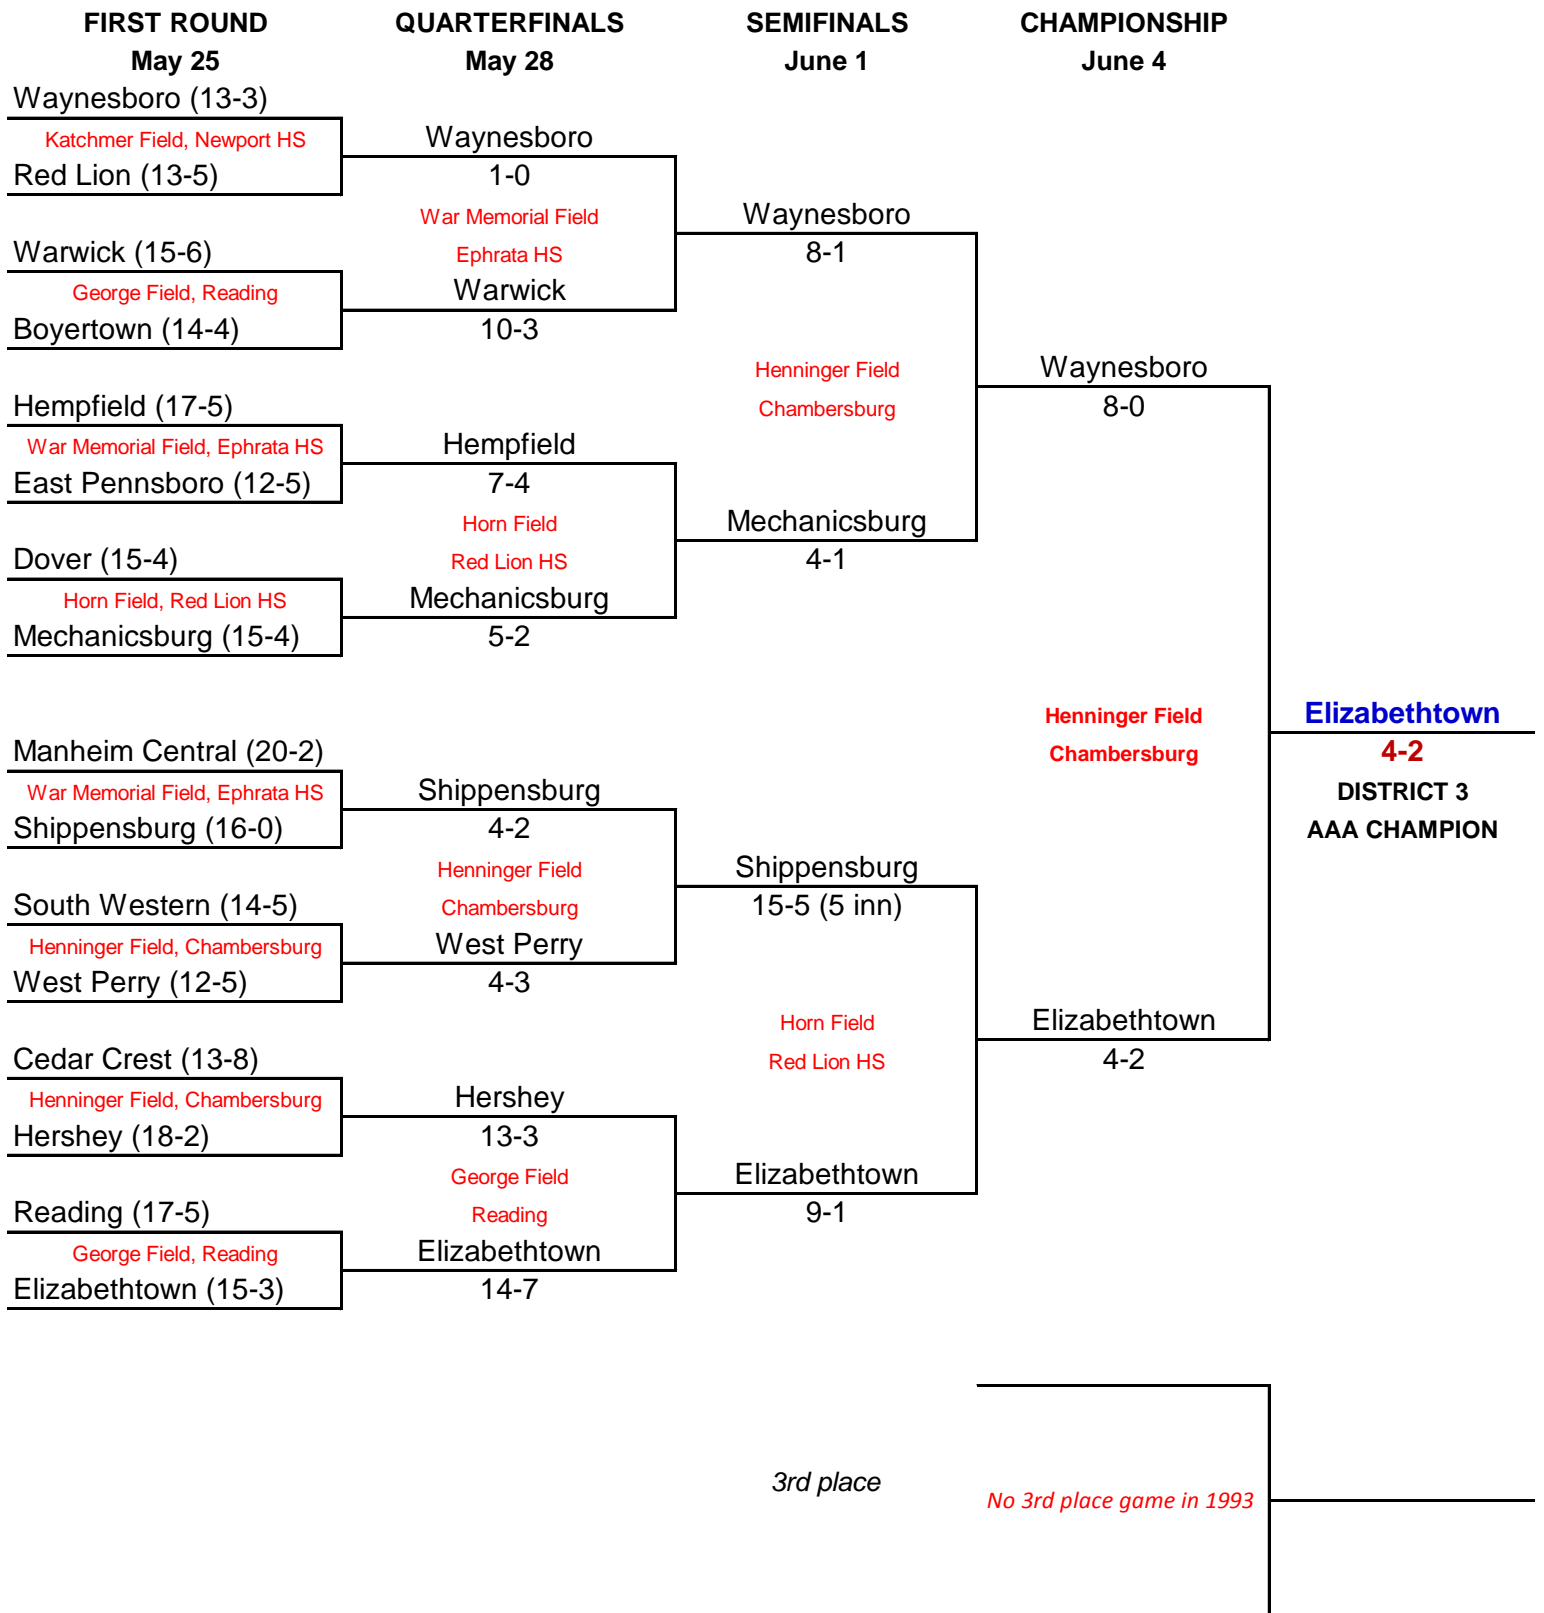 FIRST ROUND
May 25
QUARTERFINALS
May 28
SEMIFINALS
June 1
CHAMPIONSHIP
June 4
Waynesboro (13-3)
Katchmer Field, Newport HS
Red Lion (13-5)
Warwick (15-6)
George Field, Reading
Boyertown (14-4)
Hempfield (17-5)
War Memorial Field, Ephrata HS
East Pennsboro (12-5)
Dover (15-4)
Horn Field, Red Lion HS
Mechanicsburg (15-4)
Manheim Central (20-2)
War Memorial Field, Ephrata HS
Shippensburg (16-0)
South Western (14-5)
Henninger Field, Chambersburg
West Perry (12-5)
Cedar Crest (13-8)
Henninger Field, Chambersburg
Hershey (18-2)
Reading (17-5)
George Field, Reading
Elizabethtown (15-3)
Waynesboro
1-0
War Memorial Field
Ephrata HS
Warwick
10-3
Hempfield
7-4
Horn Field
Red Lion HS
Mechanicsburg
5-2
Shippensburg
4-2
Henninger Field
Chambersburg
West Perry
4-3
Hershey
13-3
George Field
Reading
Elizabethtown
14-7
Waynesboro
8-1
Henninger Field
Chambersburg
Mechanicsburg
4-1
Shippensburg
15-5 (5 inn)
Horn Field
Red Lion HS
Elizabethtown
9-1
Waynesboro
8-0
Henninger Field
Chambersburg
Elizabethtown
4-2
Elizabethtown
4-2
DISTRICT 3
AAA CHAMPION
3rd place
No 3rd place game in 1993